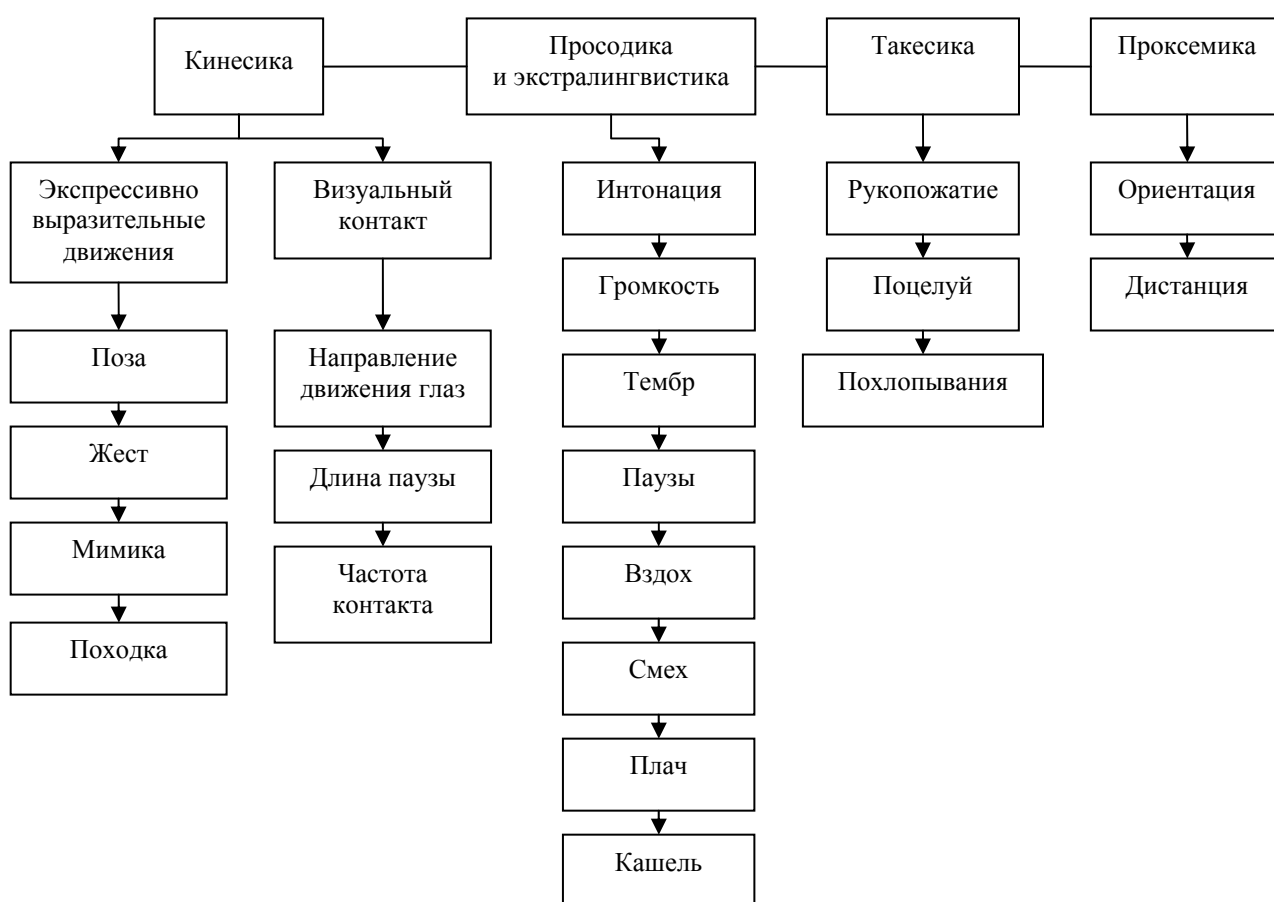 Кинесика
Просодика
и экстралингвистика
Такесика
Проксемика
Экспрессивно
выразительные
движения
Визуальный
контакт
Интонация
Рукопожатие
Ориентация
Громкость
Поцелуй
Дистанция
Поза
Направление
движения глаз
Тембр
Похлопывания
Жест
Длина паузы
Паузы
Мимика
Частота
контакта
Вздох
Походка
Смех
Плач
Кашель